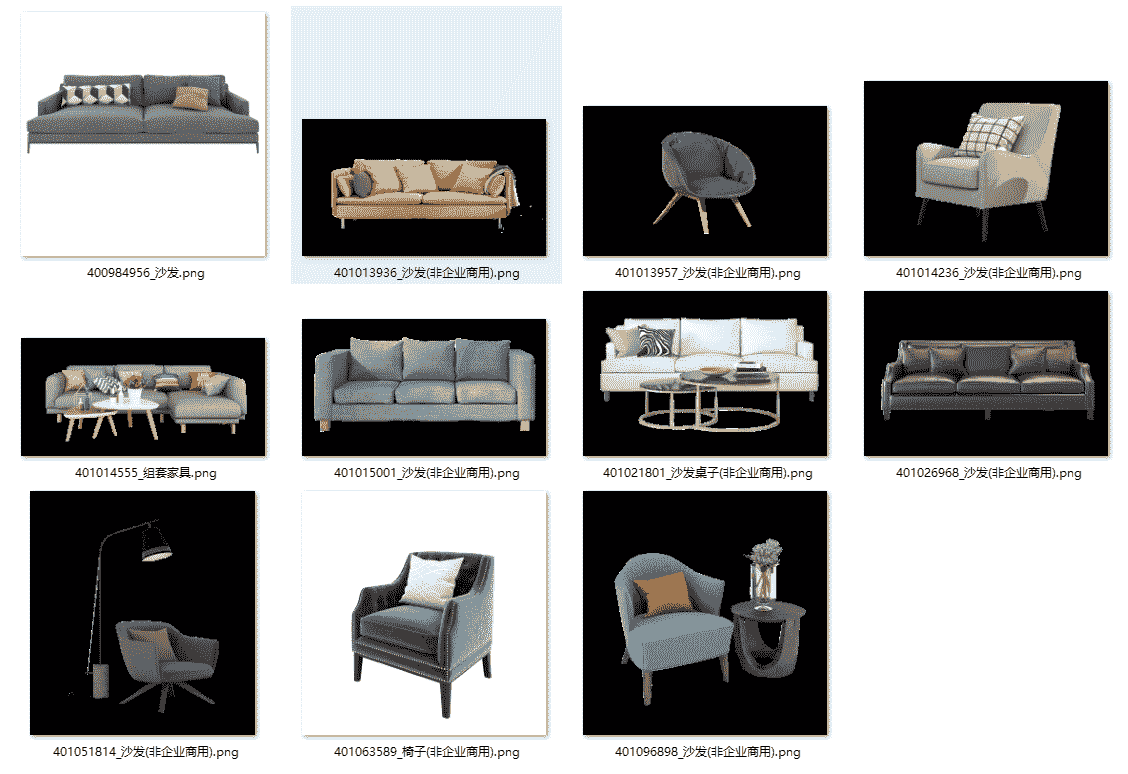 400984956_沙发.png
401013936_沙发(非企业商用).png
401013957_沙发(非企业商用).png
401014236_沙发(非企业商用).png
401014555_组套家具.png
401015001_沙发(非企业商用).png
401021801_沙发桌子(非企业商用).png
401026968_沙发(非企业商用).png
401051814_沙发(非企业商用).png
401063589_椅子(非企业商用).png
401096898_沙发(非企业商用).png